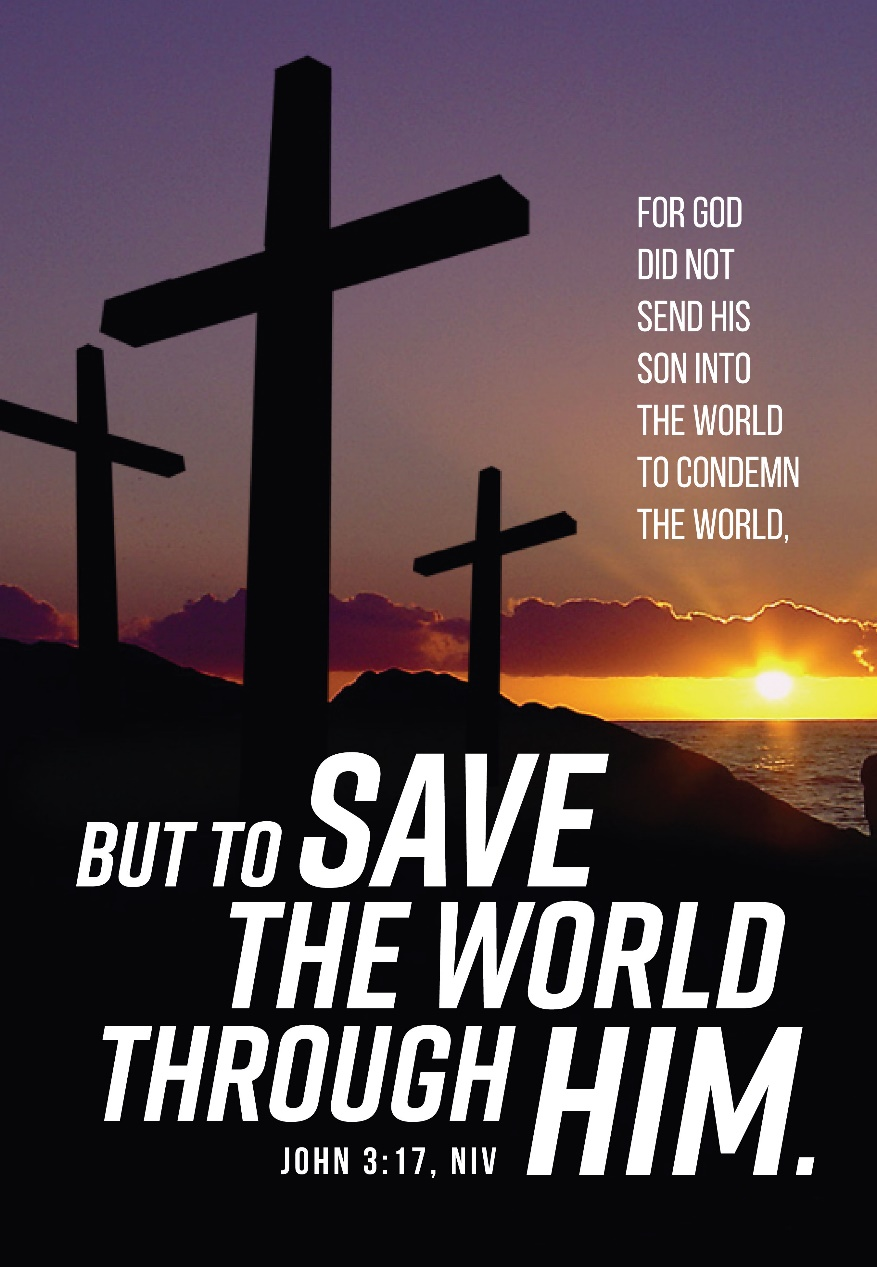 FOR GOD
DID NOT
SEND HIS
SON INTO
THE WORLD
TO CONDEMN
THE WORLD,
BUT TO SAVE
THE WORLD
THROUGH HIM.
JOHN 3:17, NIV